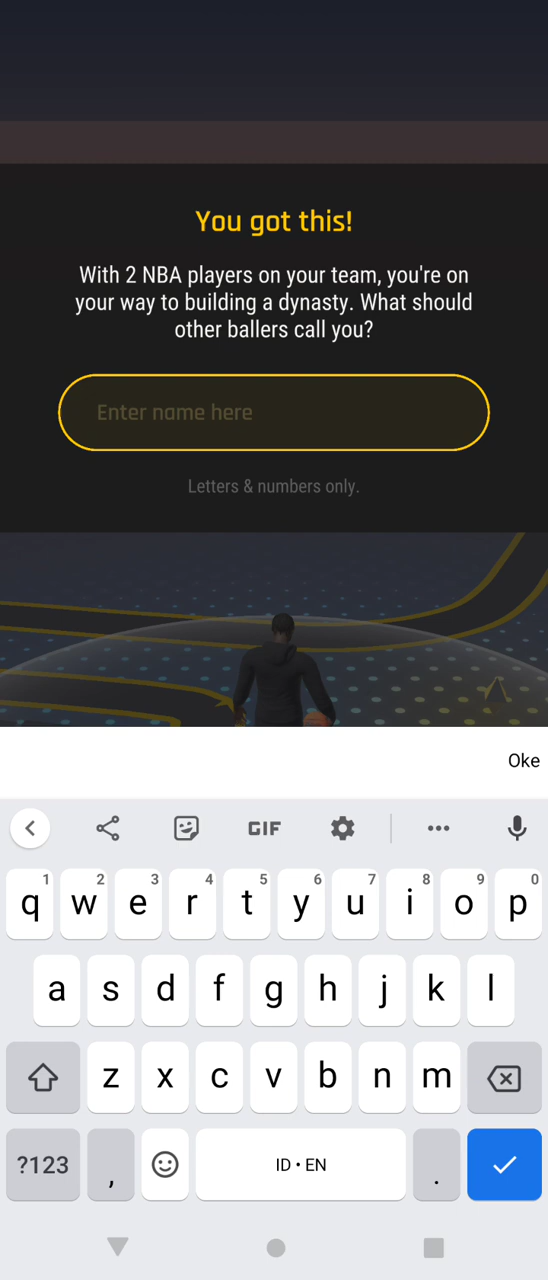 You got this!
With 2 NBA players on your team, you're on
your way to building a dynasty. What should
other ballers call you?
Enter name here
Letters & numbers only.
Oke
GIF
1 2 3 4 5 6 7 8 9 0
q w e r t y u i o p
a s d f g h j k l
z x c v b n m
?123 , ID • EN .